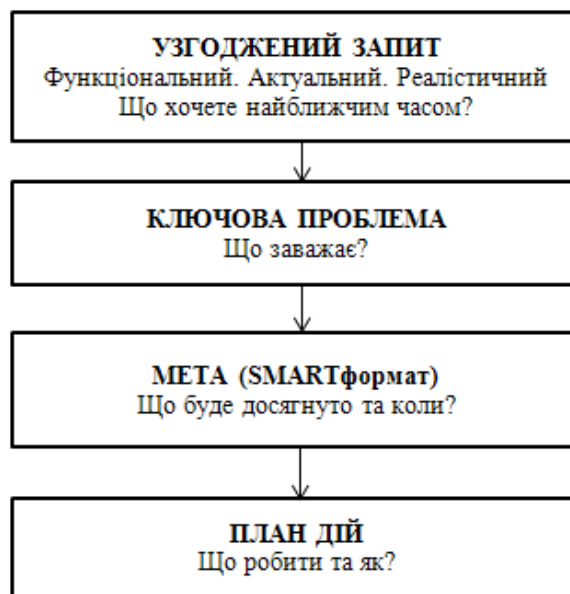 УЗГОДЖЕНИЙ ЗАПИТ
Функціональний. Актуальний. Реалістичний
Що хочете найближчим часом?
КЛЮЧОВА ПРОБЛЕМА
Що заважає?
МЕТА (SMARTформат)
Що буде досягнуто та коли?
ПЛАН ДІЙ
Що робити та як?